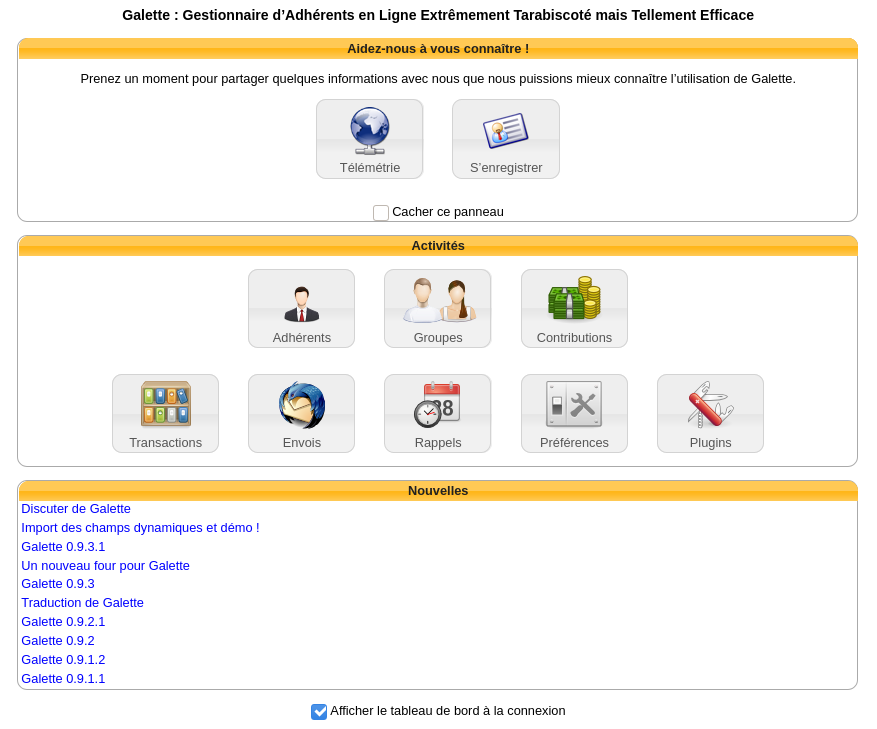 Galette : Gestionnaire d’Adhérents en Ligne Extrêmement Tarabiscoté mais Tellement Efficace
Aidez-nous à vous connaître !
Prenez un moment pour partager quelques informations avec nous que nous puissions mieux connaître l’utilisation de Galette.
Télémétrie S’enregistrer
Cacher ce panneau
Activités
Adhérents Groupes Contributions
Transactions Envois Rappels Préférences Plugins
Nouvelles
Discuter de Galette
Import des champs dynamiques et démo !
Galette 0.9.3.1
Un nouveau four pour Galette
Galette 0.9.3
Traduction de Galette
Galette 0.9.2.1
Galette 0.9.2
Galette 0.9.1.2
Galette 0.9.1.1
Afficher le tableau de bord à la connexion